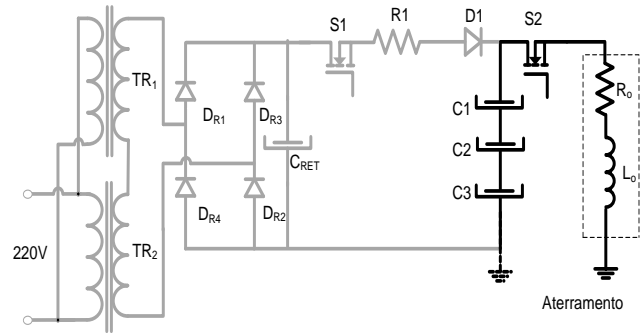 S1
R1
D1
S2
TR1
DR1
DR3
CRET
C1
C2
C3
Ro
Lo
DR4
DR2
220V
TR2
Aterramento